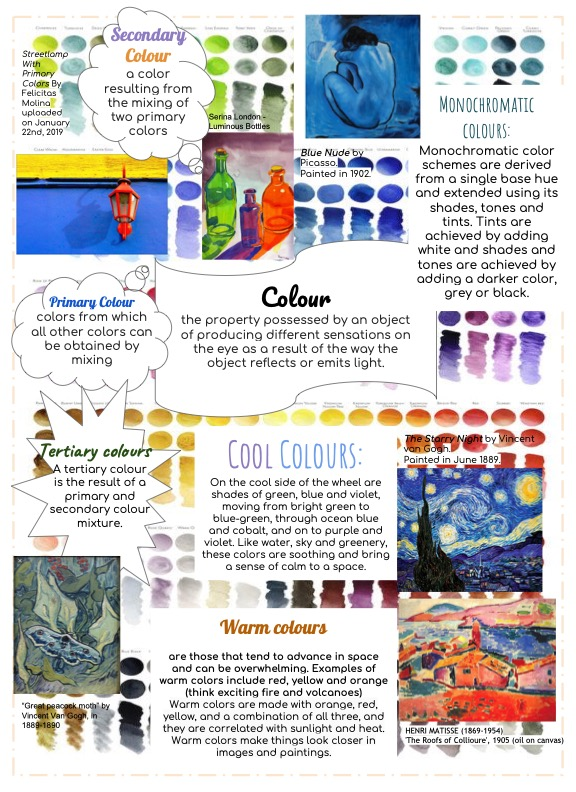 Secondary
Colour
a color
resulting from
the mixing of
two primary
colors
Streetlamp
With
Primary
Colors By
Felicitas
Molina
uploaded
on January
22nd, 2019
Serina London -
Luminous Bottles
Blue Nude by
Picasso.
Painted in 1902.
Monochromatic
colours:
Monochromatic color
schemes are derived
from a single base hue
and extended using its
shades, tones and
tints. Tints are
achieved by adding
white and shades and
tones are achieved by
adding a darker color,
grey or black.
Primary Colour
colors from which
all other colors can
be obtained by
mixing
Colour
the property possessed by an object
of producing different sensations on
the eye as a result of the way the
object reflects or emits light.
Tertiary colours
A tertiary colour
is the result of a
primary and
secondary colour
mixture.
Cool Colours:
On the cool side of the wheel are
shades of green, blue and violet,
moving from bright green to
blue-green, through ocean blue
and cobalt, and on to purple and
violet. Like water, sky and greenery,
these colors are soothing and bring
a sense of calm to a space.
The Starry Night by Vincent
van Gogh.
Painted in June 1889.
Warm colours
are those that tend to advance in space
and can be overwhelming. Examples of
warm colors include red, yellow and orange
(think exciting fire and volcanoes)
Warm colours are made with orange, red,
yellow, and a combination of all three, and
they are correlated with sunlight and heat.
Warm colors make things look closer in
images and paintings.
"Great peacock moth" by
Vincent Van Gogh, in
1889-1890
HENRI MATISSE (1869-1954)
'The Roofs of Collioure', 1905 (oil on canvas)